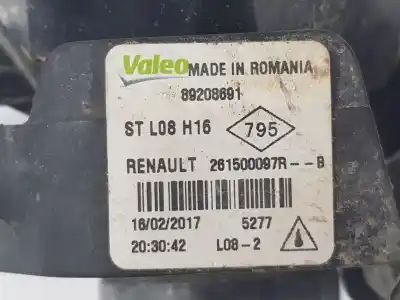 Valeo MADE IN ROMANIA
89208691
ST L08 H16 795
RENAULT 261500097R--B
16/02/2017 5277
20:30:42 L08-2